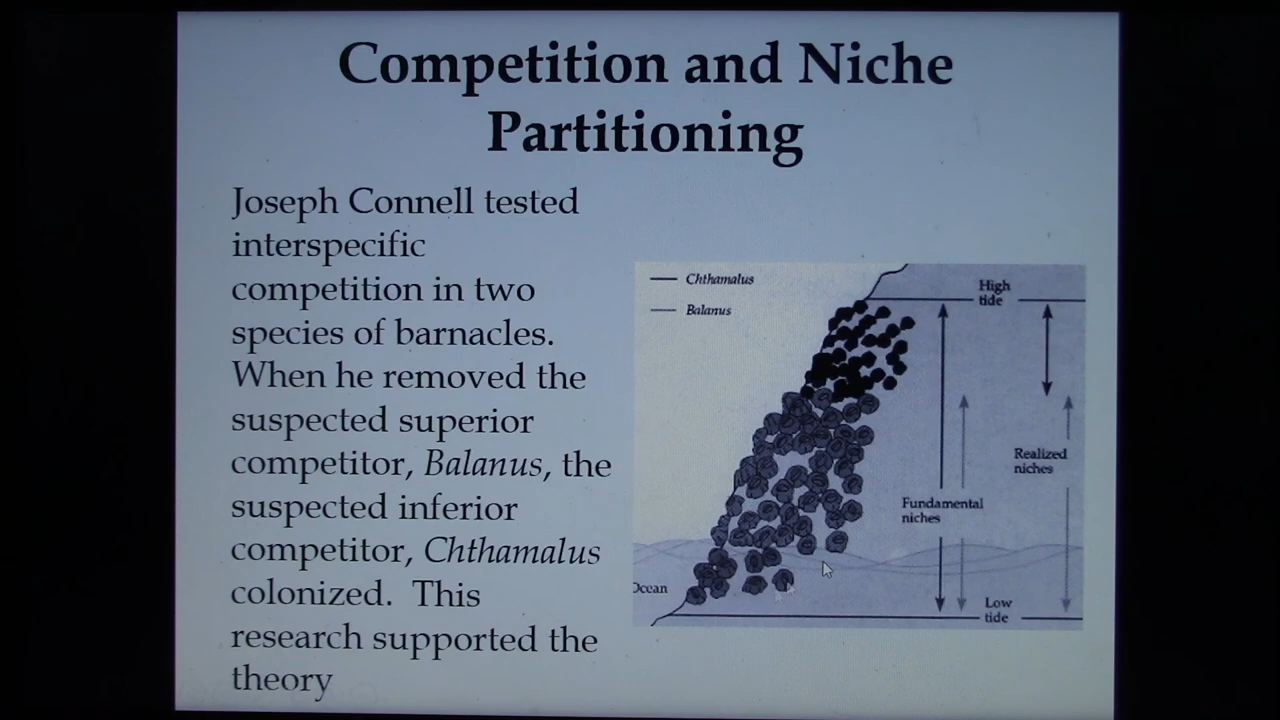 Competition and Niche
Partitioning
Joseph Connell tested
interspecific
competition in two
species of barnacles.
When he removed the
suspected superior
competitor, Balanus, the
suspected inferior
competitor, Chthamalus
colonized. This
research supported the
theory
Chthamalus
Balanus
High
tide
Realized
niches
Fundamental
niches
Ocean
Low
tide